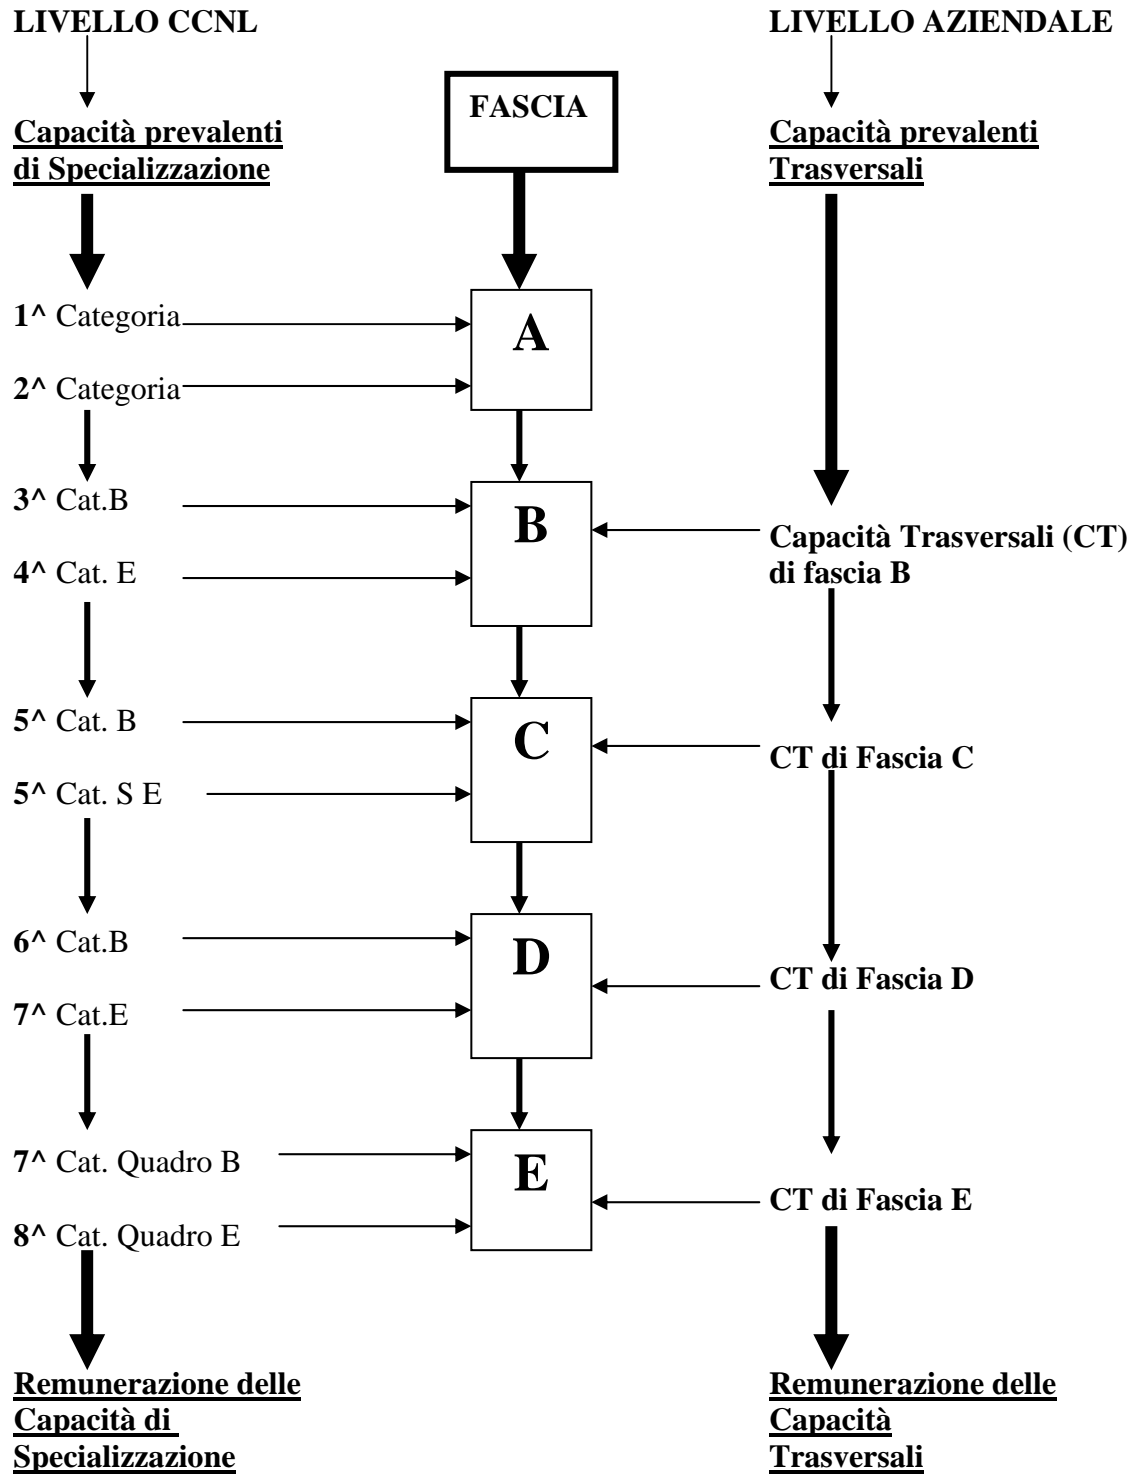 LIVELLO CCNL
LIVELLO AZIENDALE
FASCIA
Capacità prevalenti
di Specializzazione
Capacità prevalenti
Trasversali
1^ Categoria
A
2^ Categoria
3^ Cat.B
B
Capacità Trasversali (CT)
di fascia B
4^ Cat. E
5^ Cat. B
C
CT di Fascia C
5^ Cat. S E
6^ Cat.B
D
CT di Fascia D
7^ Cat.E
7^ Cat. Quadro B
E
CT di Fascia E
8^ Cat. Quadro E
Remunerazione delle
Capacità di
Specializzazione
Remunerazione delle
Capacità
Trasversali